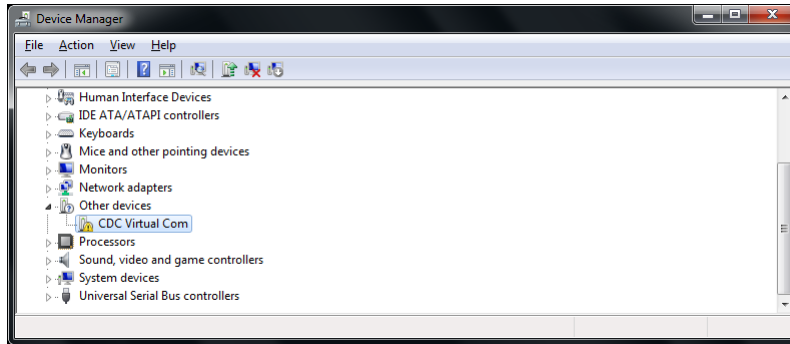 Device Manager
File Action View Help
Human Interface Devices
IDE ATA/ATAPI controllers
Keyboards
Mice and other pointing devices
Monitors
Network adapters
Other devices
CDC Virtual Com
Processors
Sound, video and game controllers
System devices
Universal Serial Bus controllers